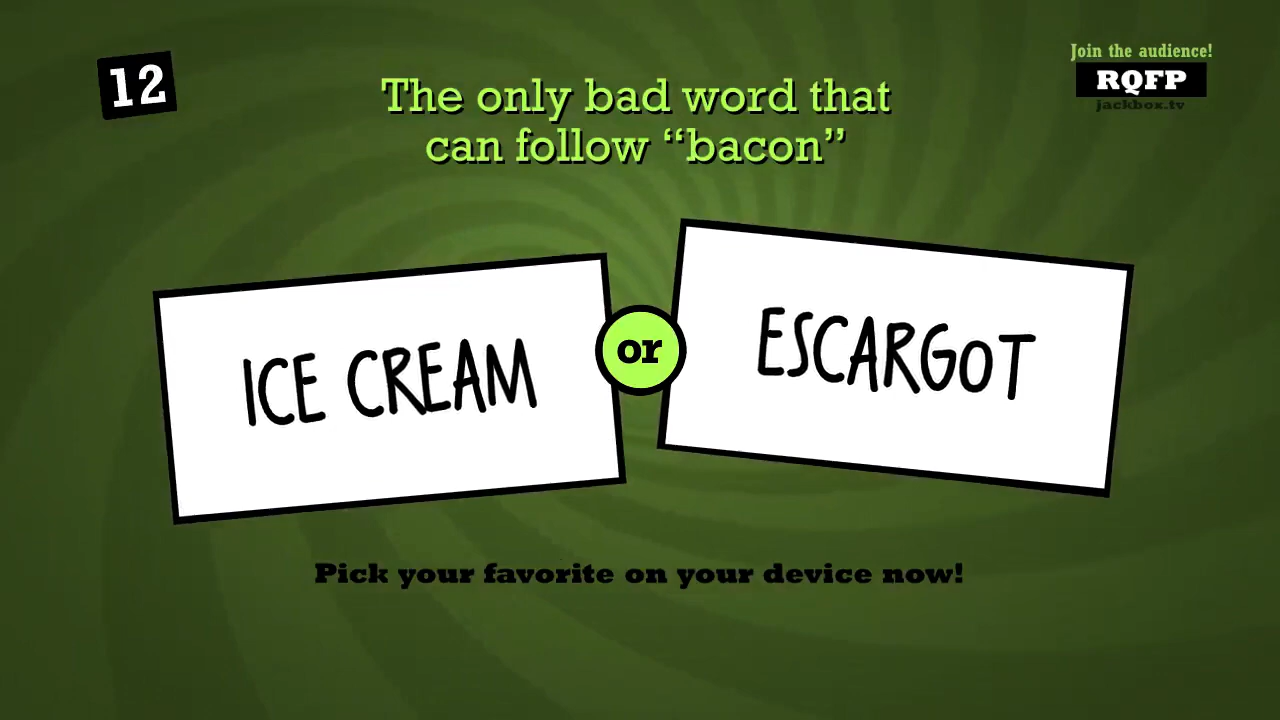 12
Join the audience!
RQFP
jackbox.tv
The only bad word that
can follow “bacon”
ICE CREAM
or
ESCARGOT
Pick your favorite on your device now!